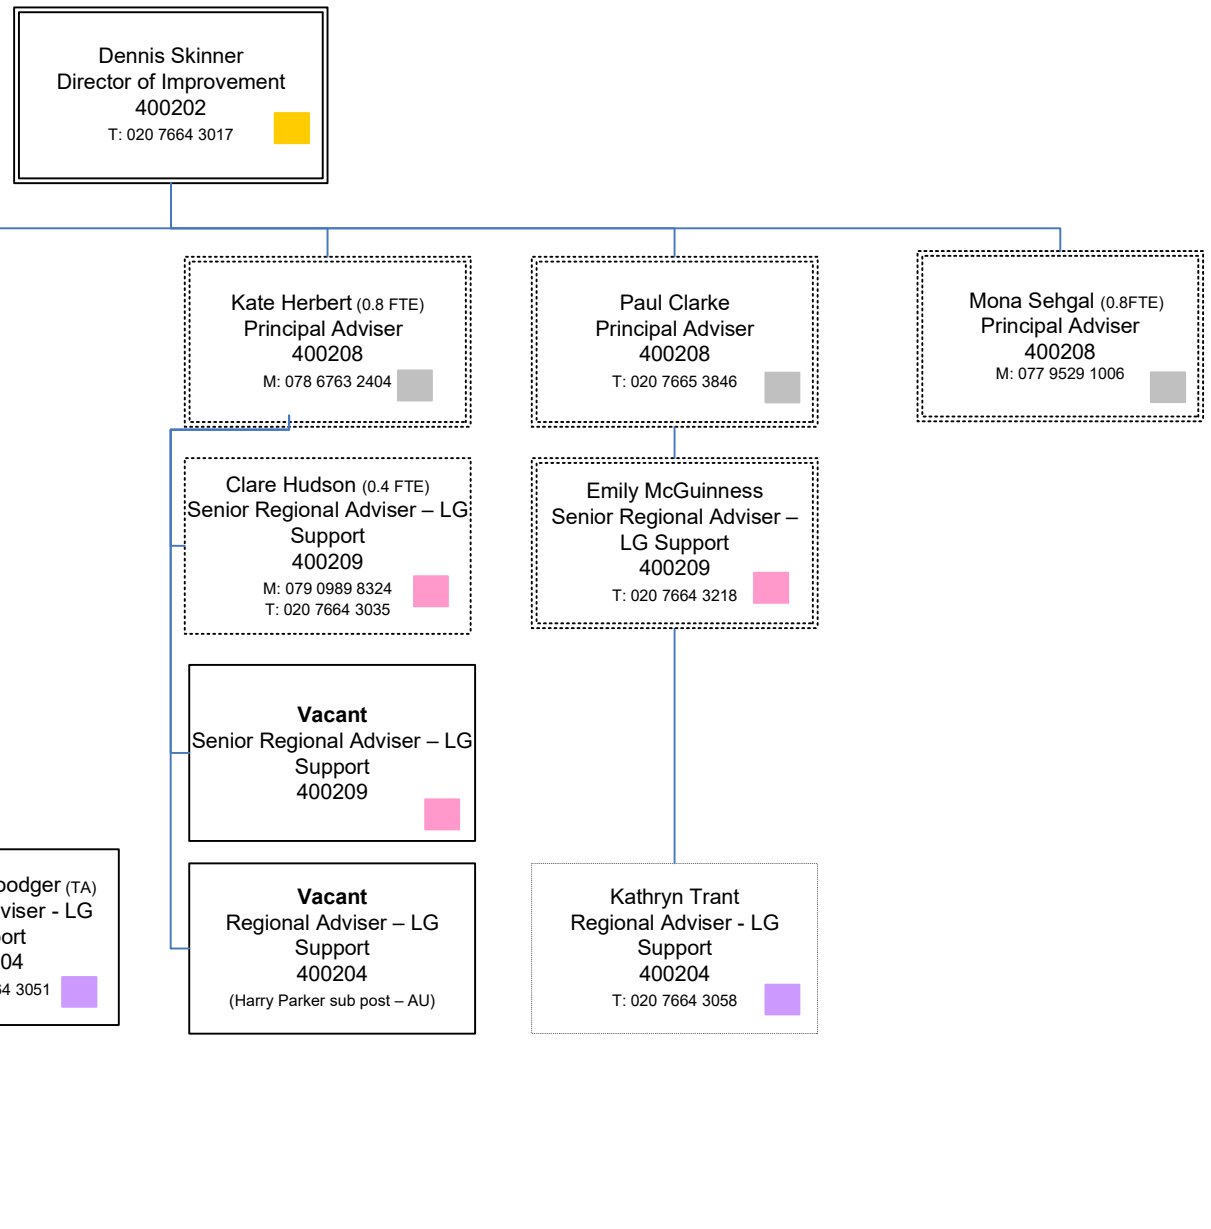 Dennis Skinner
Director of Improvement
400202
T: 020 7664 3017
Kate Herbert (0.8 FTE)
Principal Adviser
400208
M: 078 6763 2404
Paul Clarke
Principal Adviser
400208
T: 020 7665 3846
Mona Sehgal (0.8FTE)
Principal Adviser
400208
M: 077 9529 1006
Clare Hudson (0.4 FTE)
Senior Regional Adviser – LG
Support
400209
M: 079 0989 8324
T: 020 7664 3035
Emily McGuinness
Senior Regional Adviser –
LG Support
400209
T: 020 7664 3218
Vacant
Senior Regional Adviser – LG
Support
400209
(TA)
- LG
3051
Vacant
Regional Adviser – LG
Support
400204
(Harry Parker sub post – AU)
Kathryn Trant
Regional Adviser - LG
Support
400204
T: 020 7664 3058